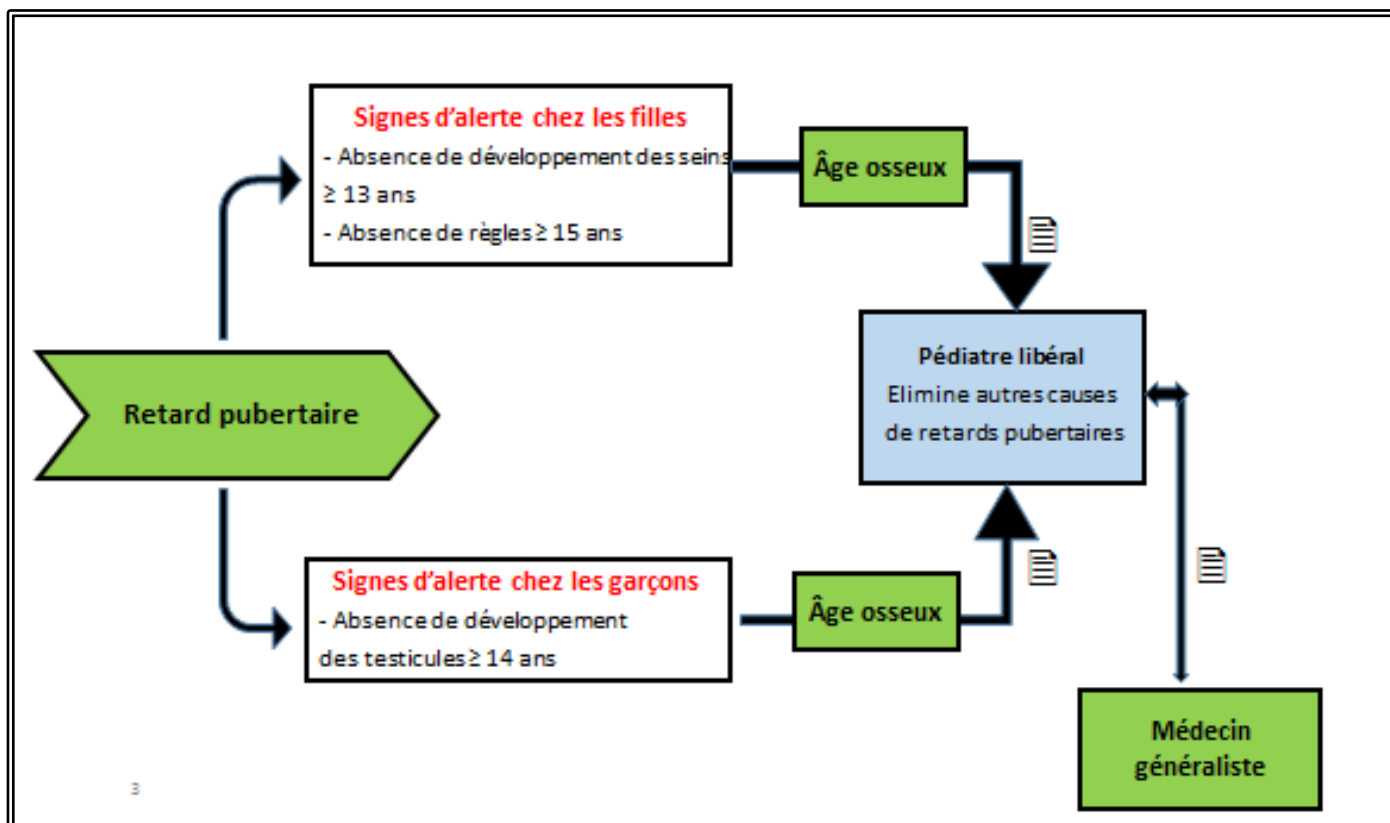 Signes d'alerte chez les filles
- Absence de développement des seins
≥ 13 ans
- Absence de règles ≥ 15 ans
Âge osseux
Pédiatre libéral
Elimine autres causes
de retards pubertaires
Retard pubertaire
Signes d'alerte chez les garçons
- Absence de développement
des testicules ≥ 14 ans
Âge osseux
Médecin
généraliste
3